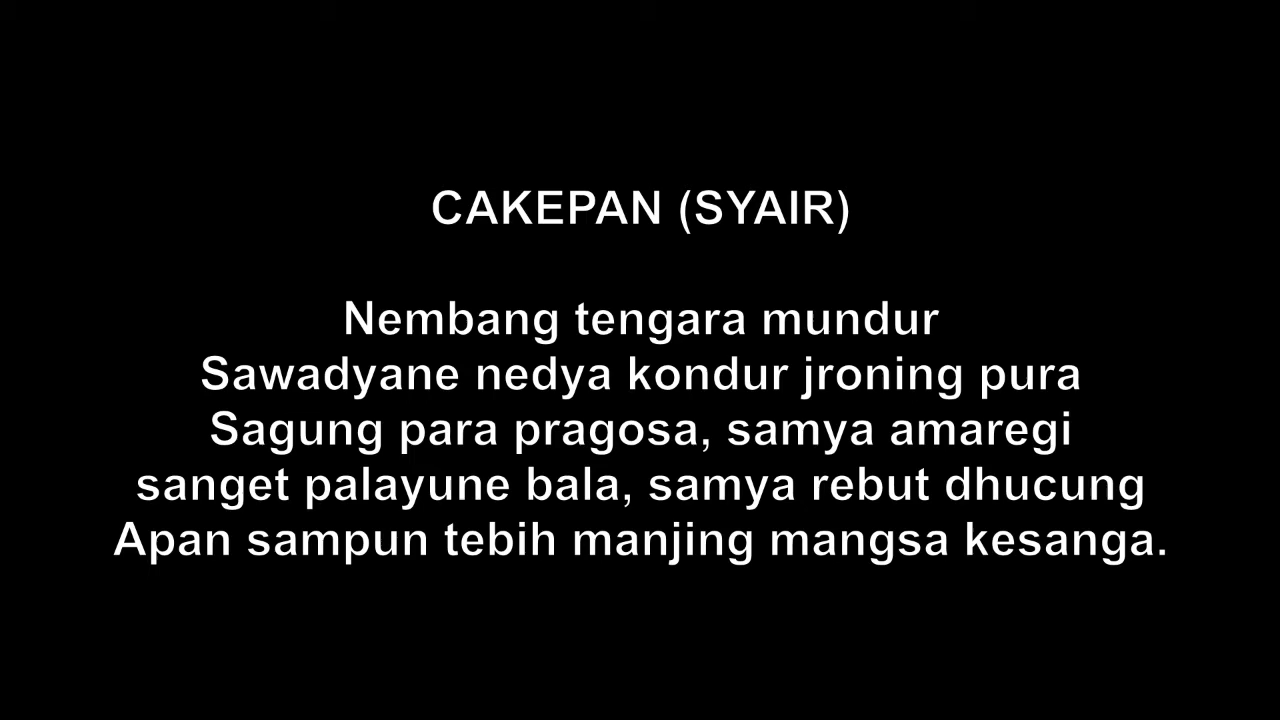 CAKEPAN (SYAIR)
Nembang tengara mundur
Sawadyane nedya kondur jroning pura
Sagung para pragosa, samya amaregi
sanget palayune bala, samya rebut dhucung
Apan sampun tebih manjing mangsa kesanga.